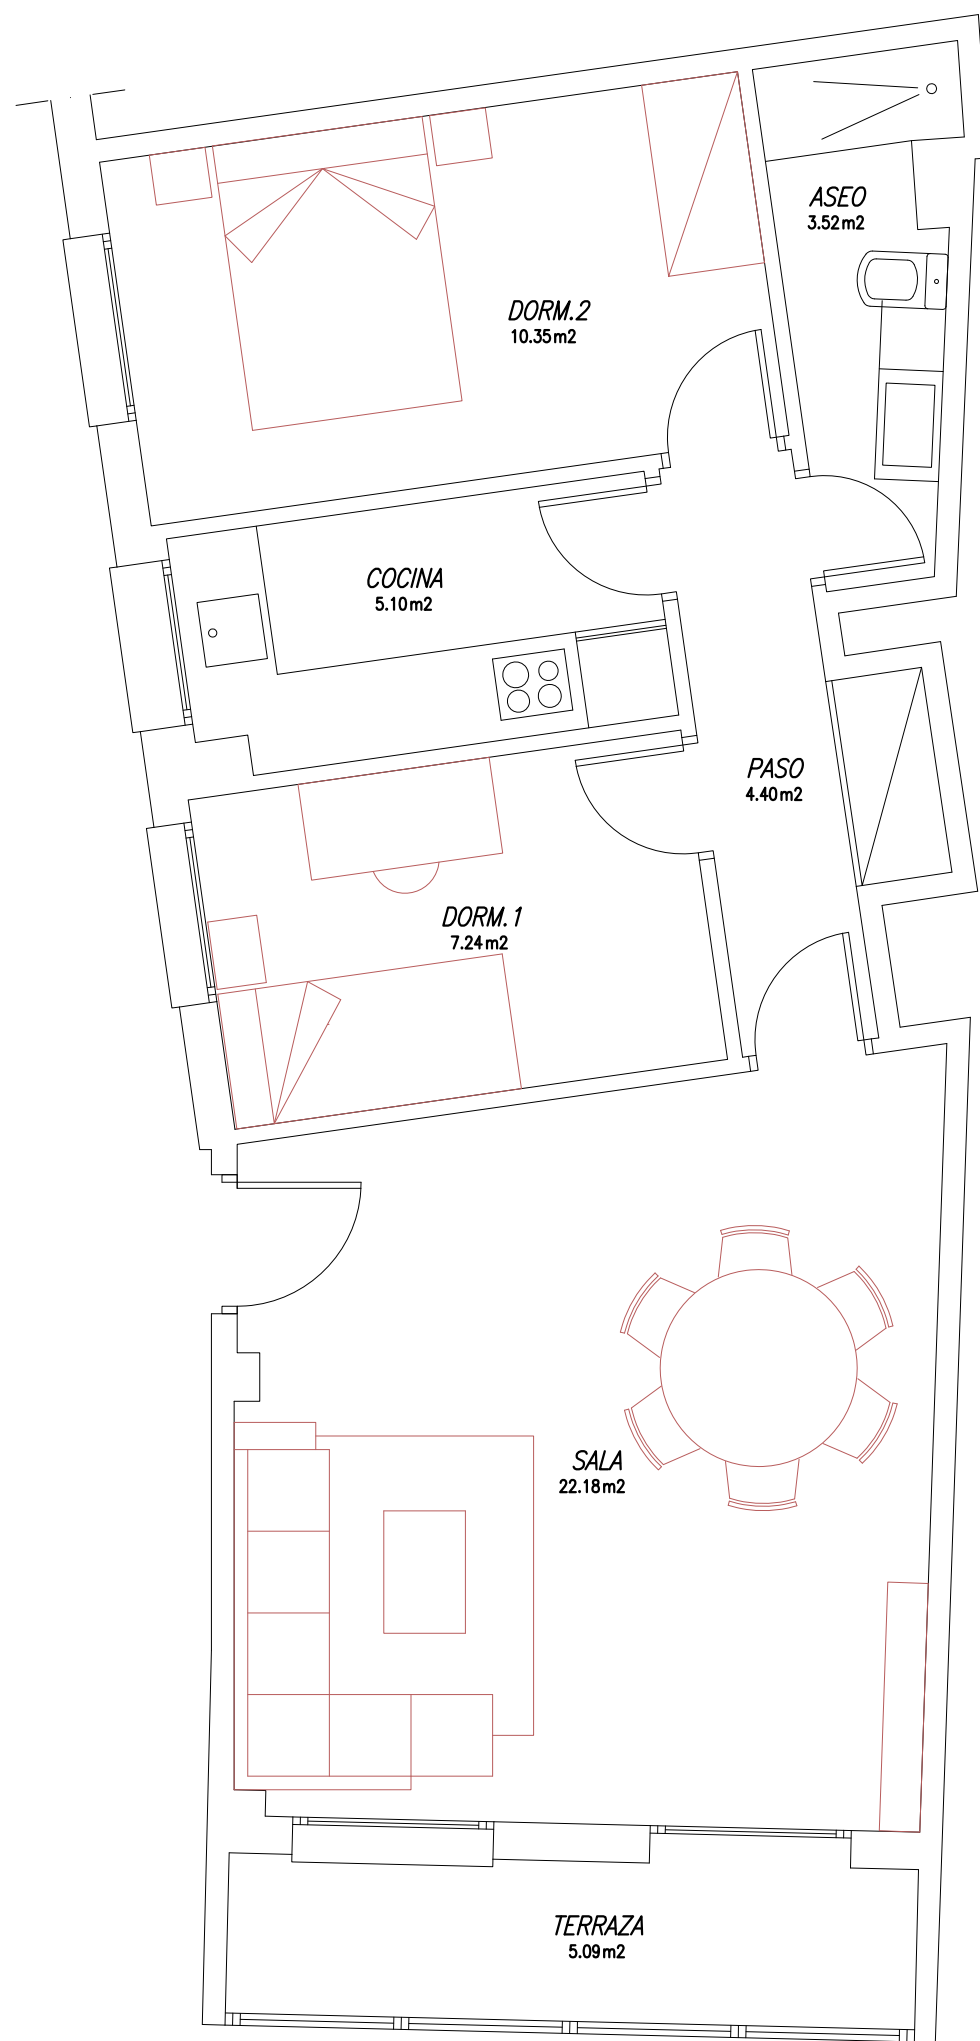 ASEO
3.52m2
DORM.2
10.35m2
COCINA
5.10m2
PASO
4.40m2
DORM.1
7.24m2
SALA
22.18m2
TERRAZA
5.09m2